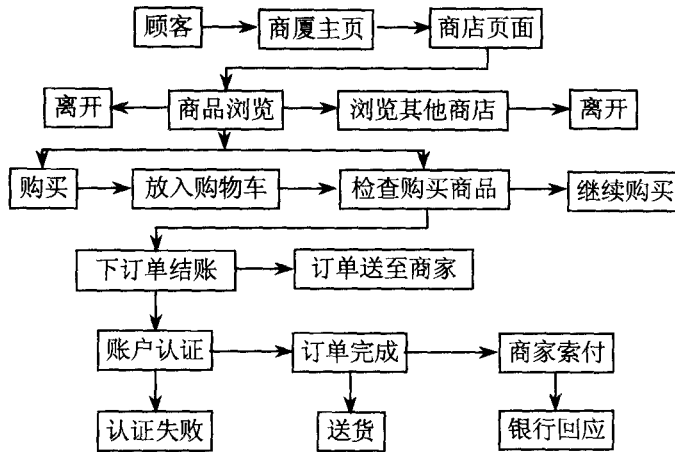 顾客 商厦主页 商店页面
离开 商品浏览 浏览其他商店 离开
购买 放入购物车 检查购买商品 继续购买
下订单结账 订单送至商家
账户认证 订单完成 商家索付
认证失败 送货 银行回应